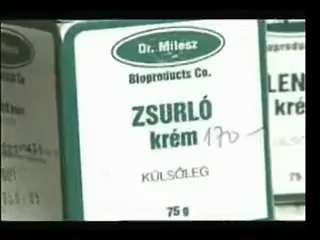 Dr. Milesz
Bioproducts Co.
ZSURLÓ
krém 170-
KÜLSŐLEG
75 g
LEN
kré